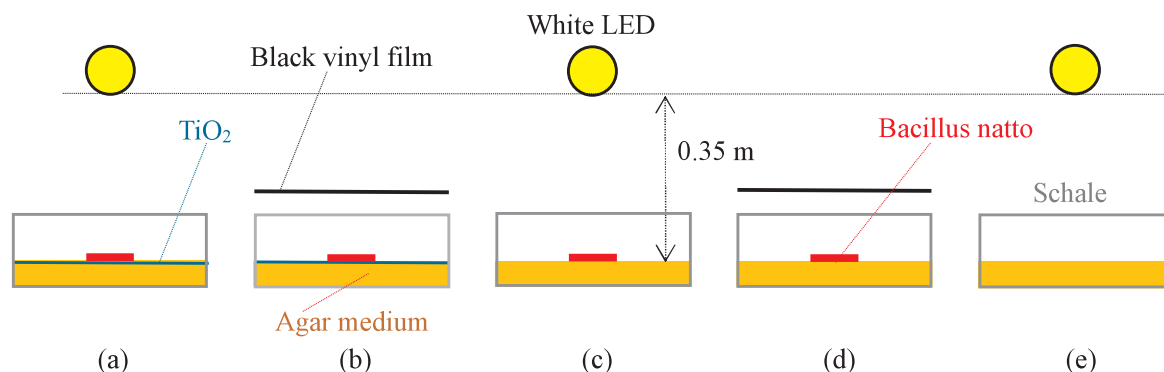 White LED
Black vinyl film
TiO₂
Bacillus natto
0.35 m
Schale
Agar medium
(a)
(b)
(c)
(d)
(e)